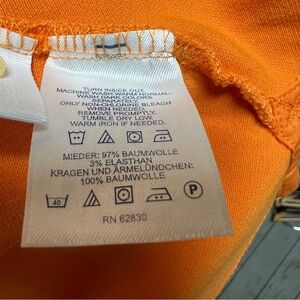 TURN INSIDE OUT.
MACHINE WASH WARM NORMAL.
WASH DARK COLORS
SEPARATELY.
ONLY NON-CHLORINE BLEACH
WHEN NEEDED.
REMOVE PROMPTLY.
TUMBLE DRY LOW.
WARM IRON IF NEEDED.
MIEDER: 97% BAUMWOLLE
3% ELASTHAN
KRAGEN UND ÄRMELÜNDCHEN:
100% BAUMWOLLE
40 P
RN 62830